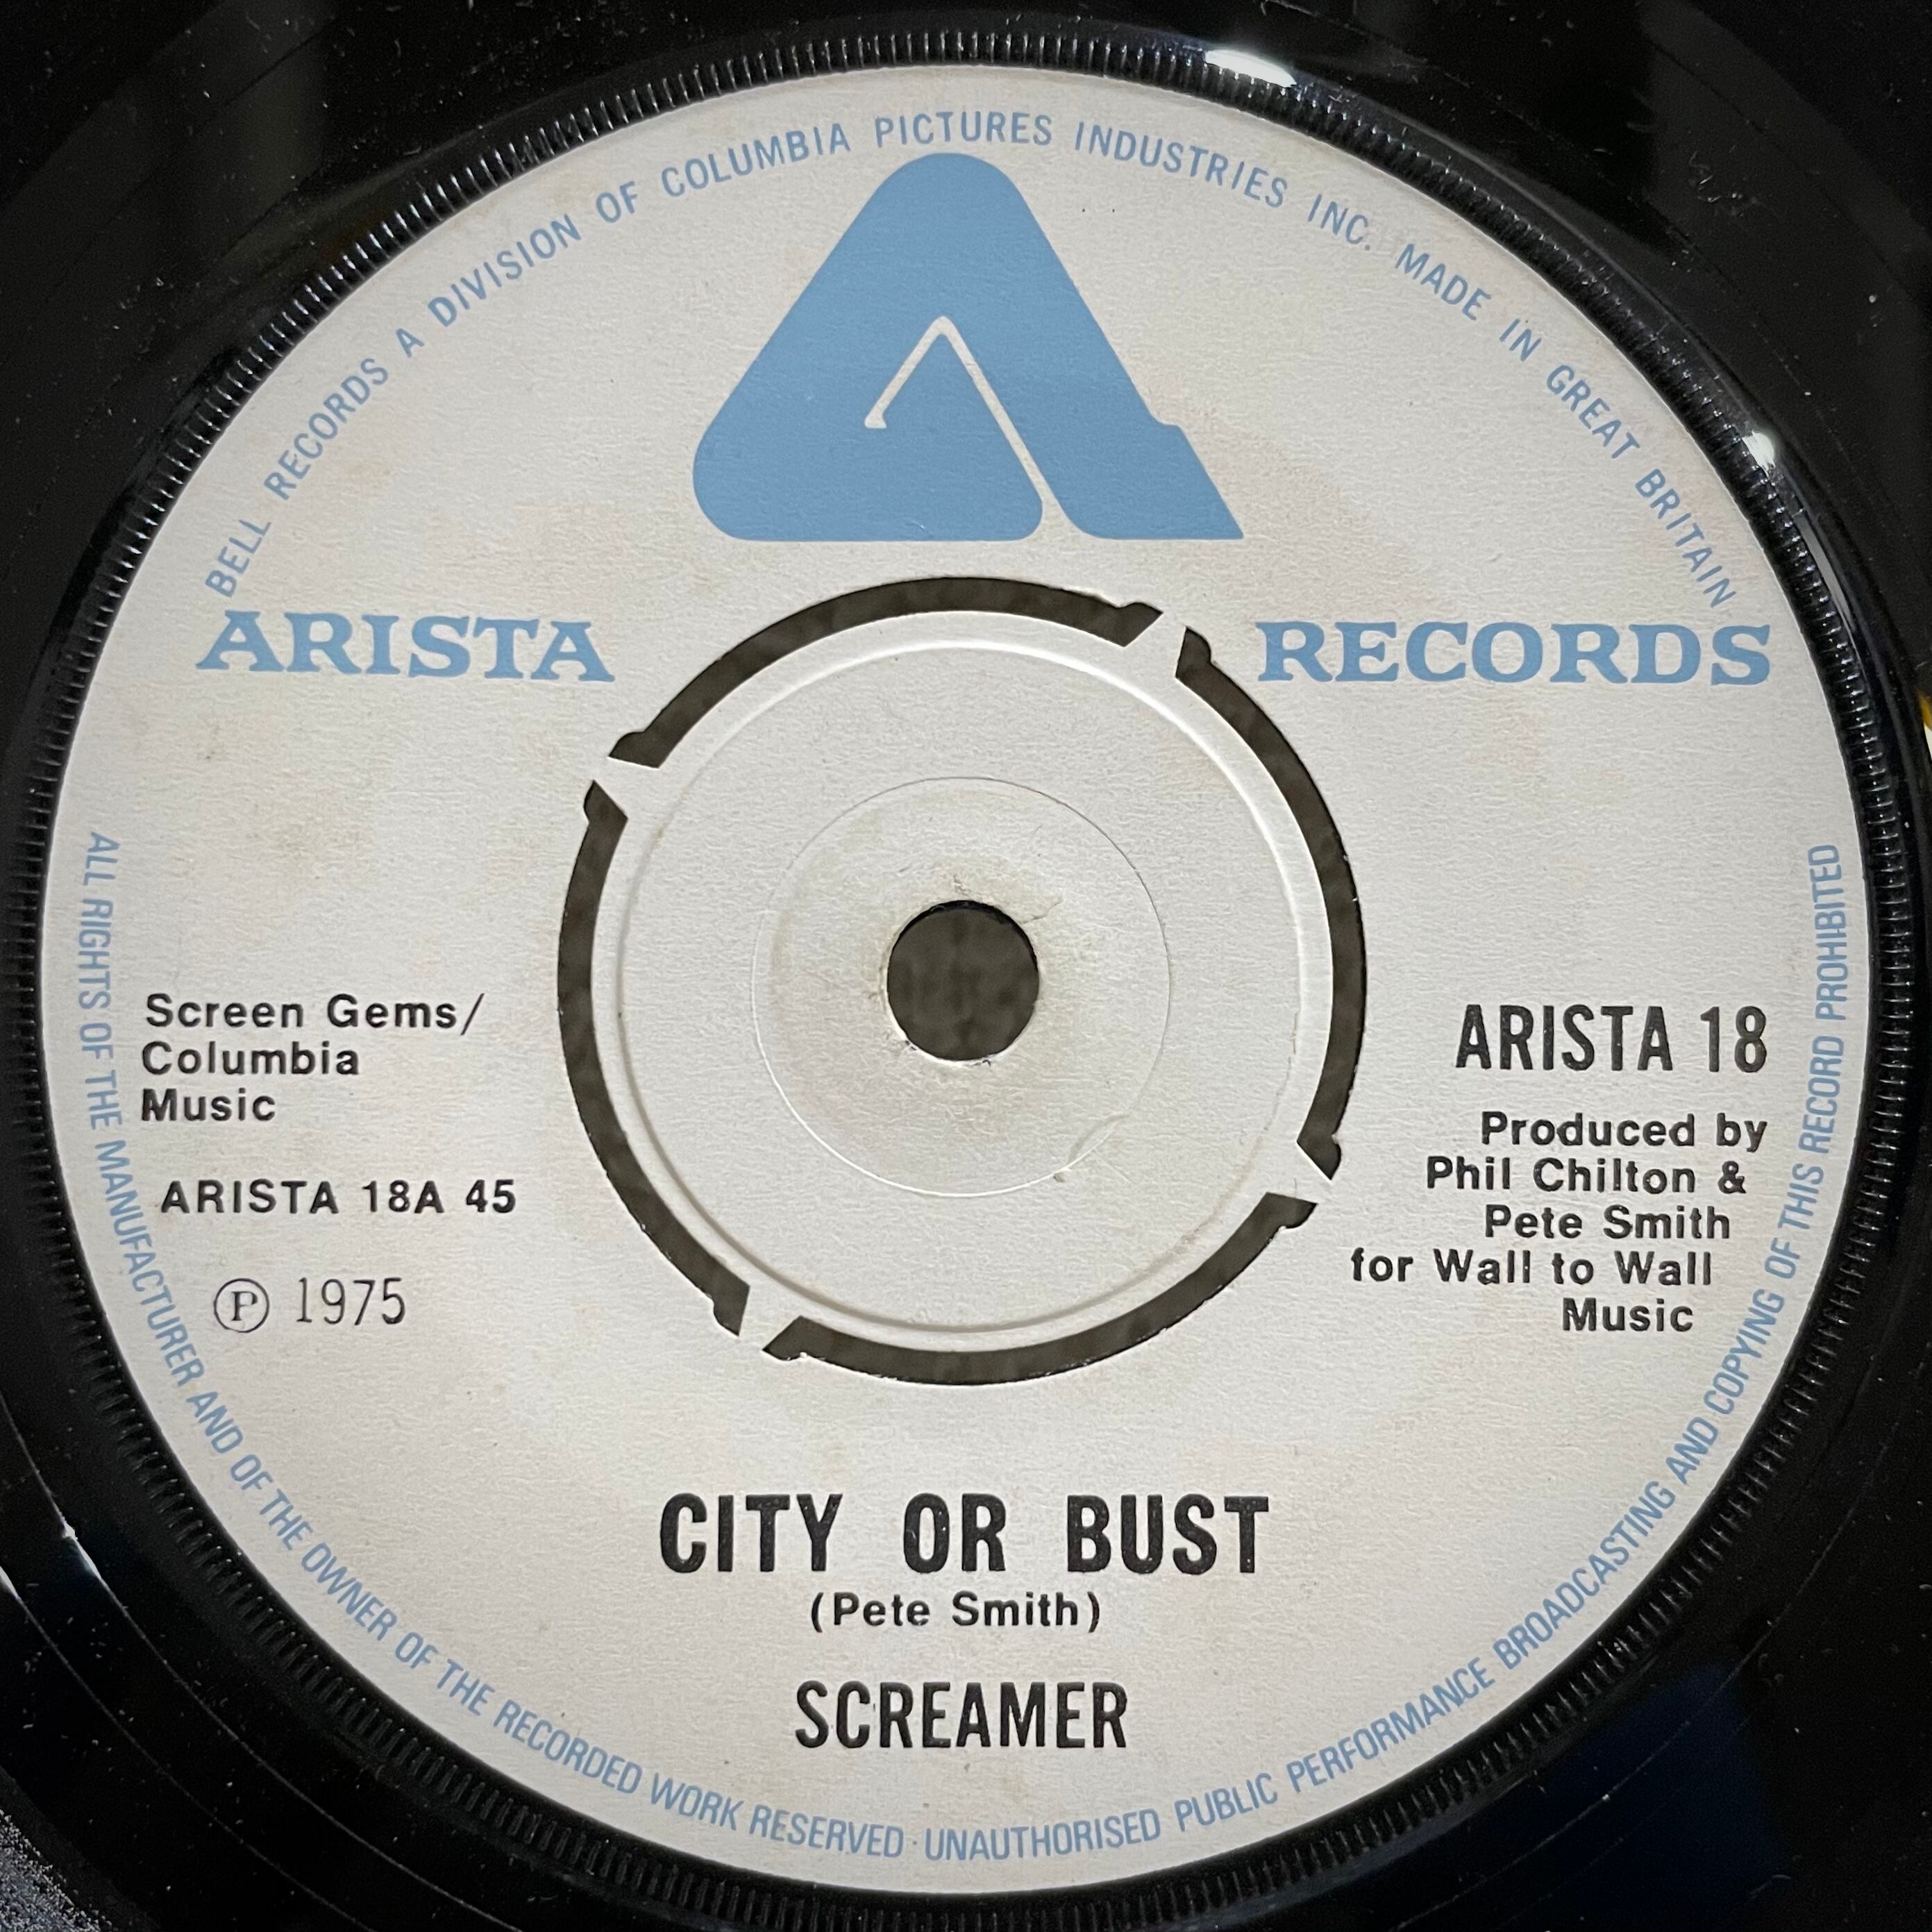 BELL RECORDS A DIVISION OF COLUMBIA PICTURES INDUSTRIES INC. MADE IN GREAT BRITAIN
ARISTA RECORDS
Screen Gems/
Columbia
Music
ARISTA 18A 45
Ⓟ 1975
ARISTA 18
Produced by
Phil Chilton &
Pete Smith
for Wall to Wall
Music
CITY OR BUST
(Pete Smith)
SCREAMER
ALL RIGHTS OF THE MANUFACTURER AND OF THE OWNER OF THE RECORDED WORK RESERVED · UNAUTHORISED PUBLIC PERFORMANCE BROADCASTING AND COPYING OF THIS RECORD PROHIBITED